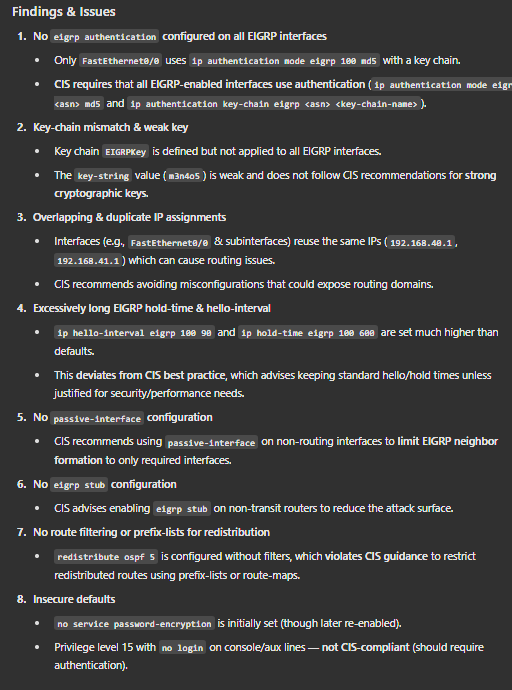 Findings & Issues
1. No eigrp authentication configured on all EIGRP interfaces
• Only FastEthernet0/0 uses ip authentication mode eigrp 100 md5 with a key chain.
• CIS requires that all EIGRP-enabled interfaces use authentication ( ip authentication mode eigr
<asn> md5 and ip authentication key-chain eigrp <asn> <key-chain-name> ).
2. Key-chain mismatch & weak key
• Key chain EIGRPKey is defined but not applied to all EIGRP interfaces.
• The key-string value ( m3n4o5 ) is weak and does not follow CIS recommendations for strong
cryptographic keys.
3. Overlapping & duplicate IP assignments
• Interfaces (e.g., FastEthernet0/0 & subinterfaces) reuse the same IPs ( 192.168.40.1 ,
192.168.41.1 ) which can cause routing issues.
• CIS recommends avoiding misconfigurations that could expose routing domains.
4. Excessively long EIGRP hold-time & hello-interval
• ip hello-interval eigrp 100 90 and ip hold-time eigrp 100 600 are set much higher than
defaults.
• This deviates from CIS best practice, which advises keeping standard hello/hold times unless
justified for security/performance needs.
5. No passive-interface configuration
• CIS recommends using passive-interface on non-routing interfaces to limit EIGRP neighbor
formation to only required interfaces.
6. No eigrp stub configuration
• CIS advises enabling eigrp stub on non-transit routers to reduce the attack surface.
7. No route filtering or prefix-lists for redistribution
• redistribute ospf 5 is configured without filters, which violates CIS guidance to restrict
redistributed routes using prefix-lists or route-maps.
8. Insecure defaults
• no service password-encryption is initially set (though later re-enabled).
• Privilege level 15 with no login on console/aux lines — not CIS-compliant (should require
authentication).